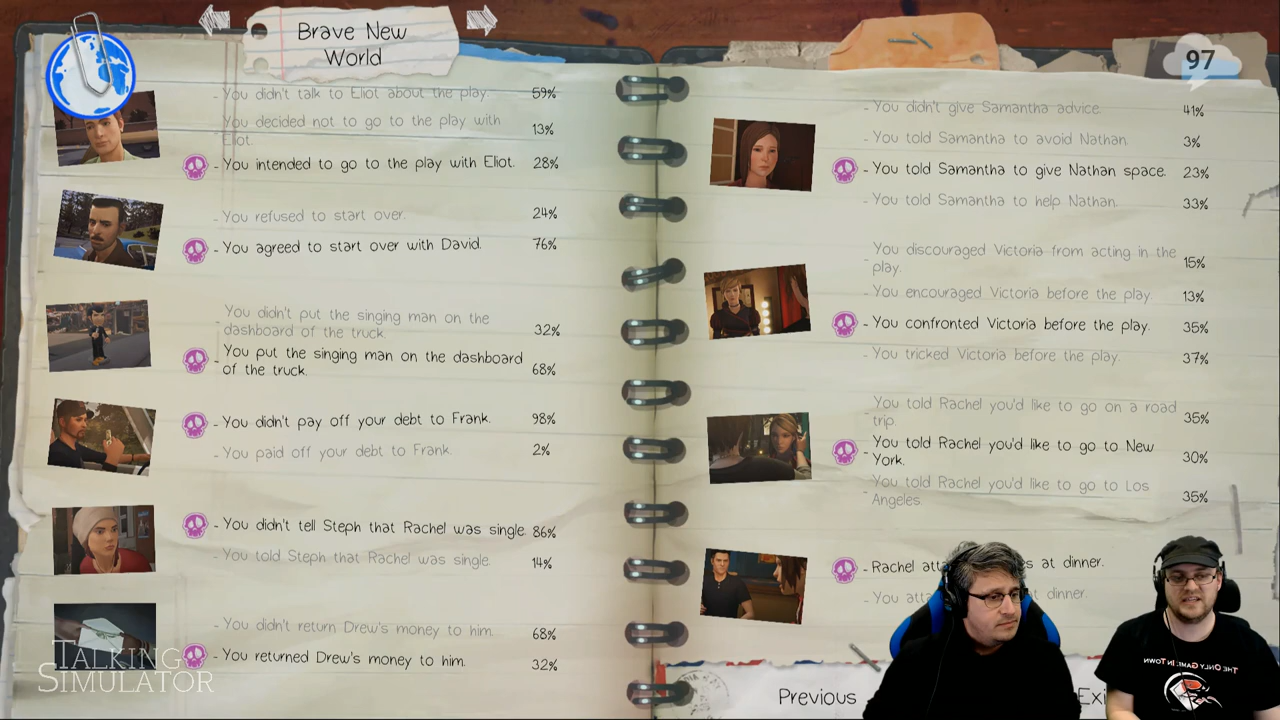 Brave New
World
97
- You didn't talk to Eliot about the play. 59%
You decided not to go to the play with
Eliot. 13%
- You intended to go to the play with Eliot. 28%
- You refused to start over. 24%
- You agreed to start over with David. 76%
You didn't put the singing man on the
dashboard of the truck. 32%
- You put the singing man on the dashboard
of the truck. 68%
- You didn't pay off your debt to Frank. 98%
- You paid off your debt to Frank. 2%
- You didn't tell Steph that Rachel was single. 86%
- You told Steph that Rachel was single. 14%
- You didn't return Drew's money to him. 68%
- You returned Drew's money to him. 32%
TALKING
SIMULATOR
- You didn't give Samantha advice. 41%
- You told Samantha to avoid Nathan. 3%
- You told Samantha to give Nathan space. 23%
- You told Samantha to help Nathan. 33%
You discouraged Victoria from acting in the
play. 15%
- You encouraged Victoria before the play. 13%
- You confronted Victoria before the play. 35%
- You tricked Victoria before the play. 37%
You told Rachel you'd like to go on a road
trip. 35%
- You told Rachel you'd like to go to New
York. 30%
You told Rachel you'd like to go to Los
Angeles. 35%
- Rachel at dinner.
- You at dinner.
Previous
THE ONLY GAME IN TOWN